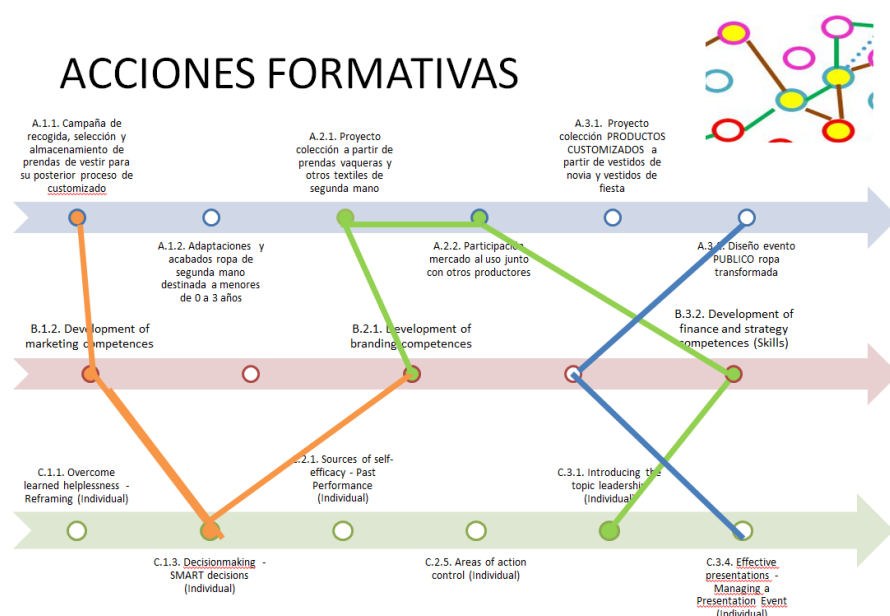 ACCIONES FORMATIVAS
A.1.1. Campaña de
recogida, selección y
almacenamiento de
prendas de vestir para
su posterior proceso de
customizado
A.2.1. Proyecto
colección a partir de
prendas vaqueras y
otros textiles de
segunda mano
A.3.1. Proyecto
colección PRODUCTOS
CUSTOMIZADOS a
partir de vestidos de
novia y vestidos de
fiesta
A.1.2. Adaptaciones y
acabados ropa de
segunda mano
destinada a menores
de 0 a 3 años
A.2.2. Participación
mercado al uso junto
con otros productores
Diseño evento
PUBLICO ropa
transformada
B.1.2. Development of
marketing competences
B.2.1. Development of
branding competences
B.3.2. Development of
finance and strategy
competences (Skills)
C.1.1. Overcome
learned helplessness -
Reframing (Individual)
C.2.1. Sources of self-
efficacy - Past
Performance
(Individual)
C.3.1. Introducing the
topic leadership
(Individual)
C.1.3. Decisionmaking -
SMART decisions
(Individual)
C.2.5. Areas of action
control (Individual)
C.3.4. Effective
presentations -
Managing a
Presentation Event
(Individual)